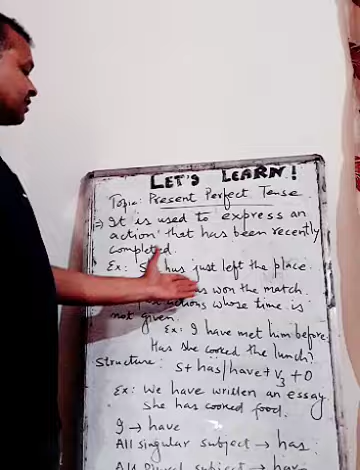 LET'S LEARN!
Topic: Present Perfect Tense
⇒ It is used to express an
action that has been recently
completed
Ex: has just left the place.
won the match.
actions whose time is
not given.
Ex: I have met him before.
Has she cooked the lunch?
Structure: S + has/have + V3 + O
Ex: We have written an essay.
She has cooked food.
I → have
All singular subject → has.
All subject →